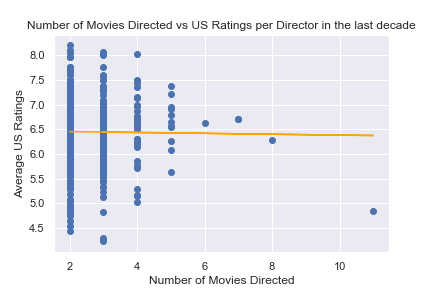 Number of Movies Directed vs US Ratings per Director in the last decade
8.0
7.5
7.0
6.5
6.0
5.5
5.0
4.5
Average US Ratings
2 4 6 8 10
Number of Movies Directed